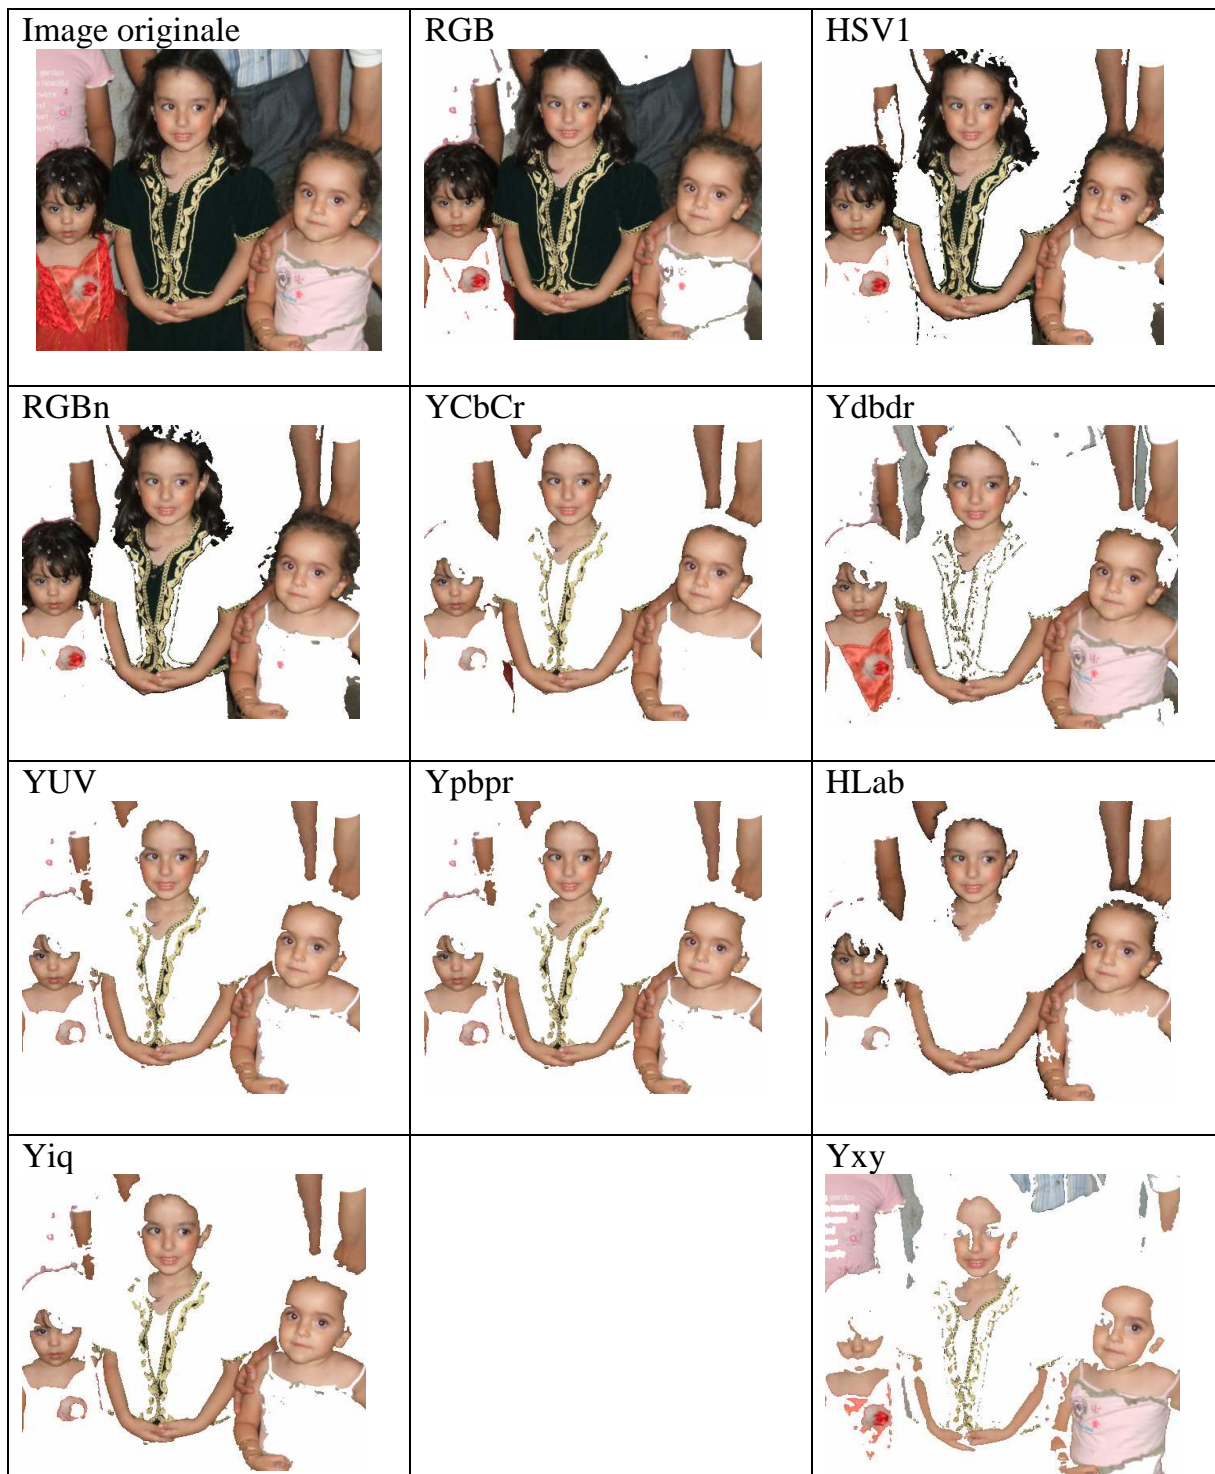 Image originale
RGB
HSV1
RGBn
YCbCr
Ydbdr
YUV
Ypbpr
HLab
Yiq
Yxy